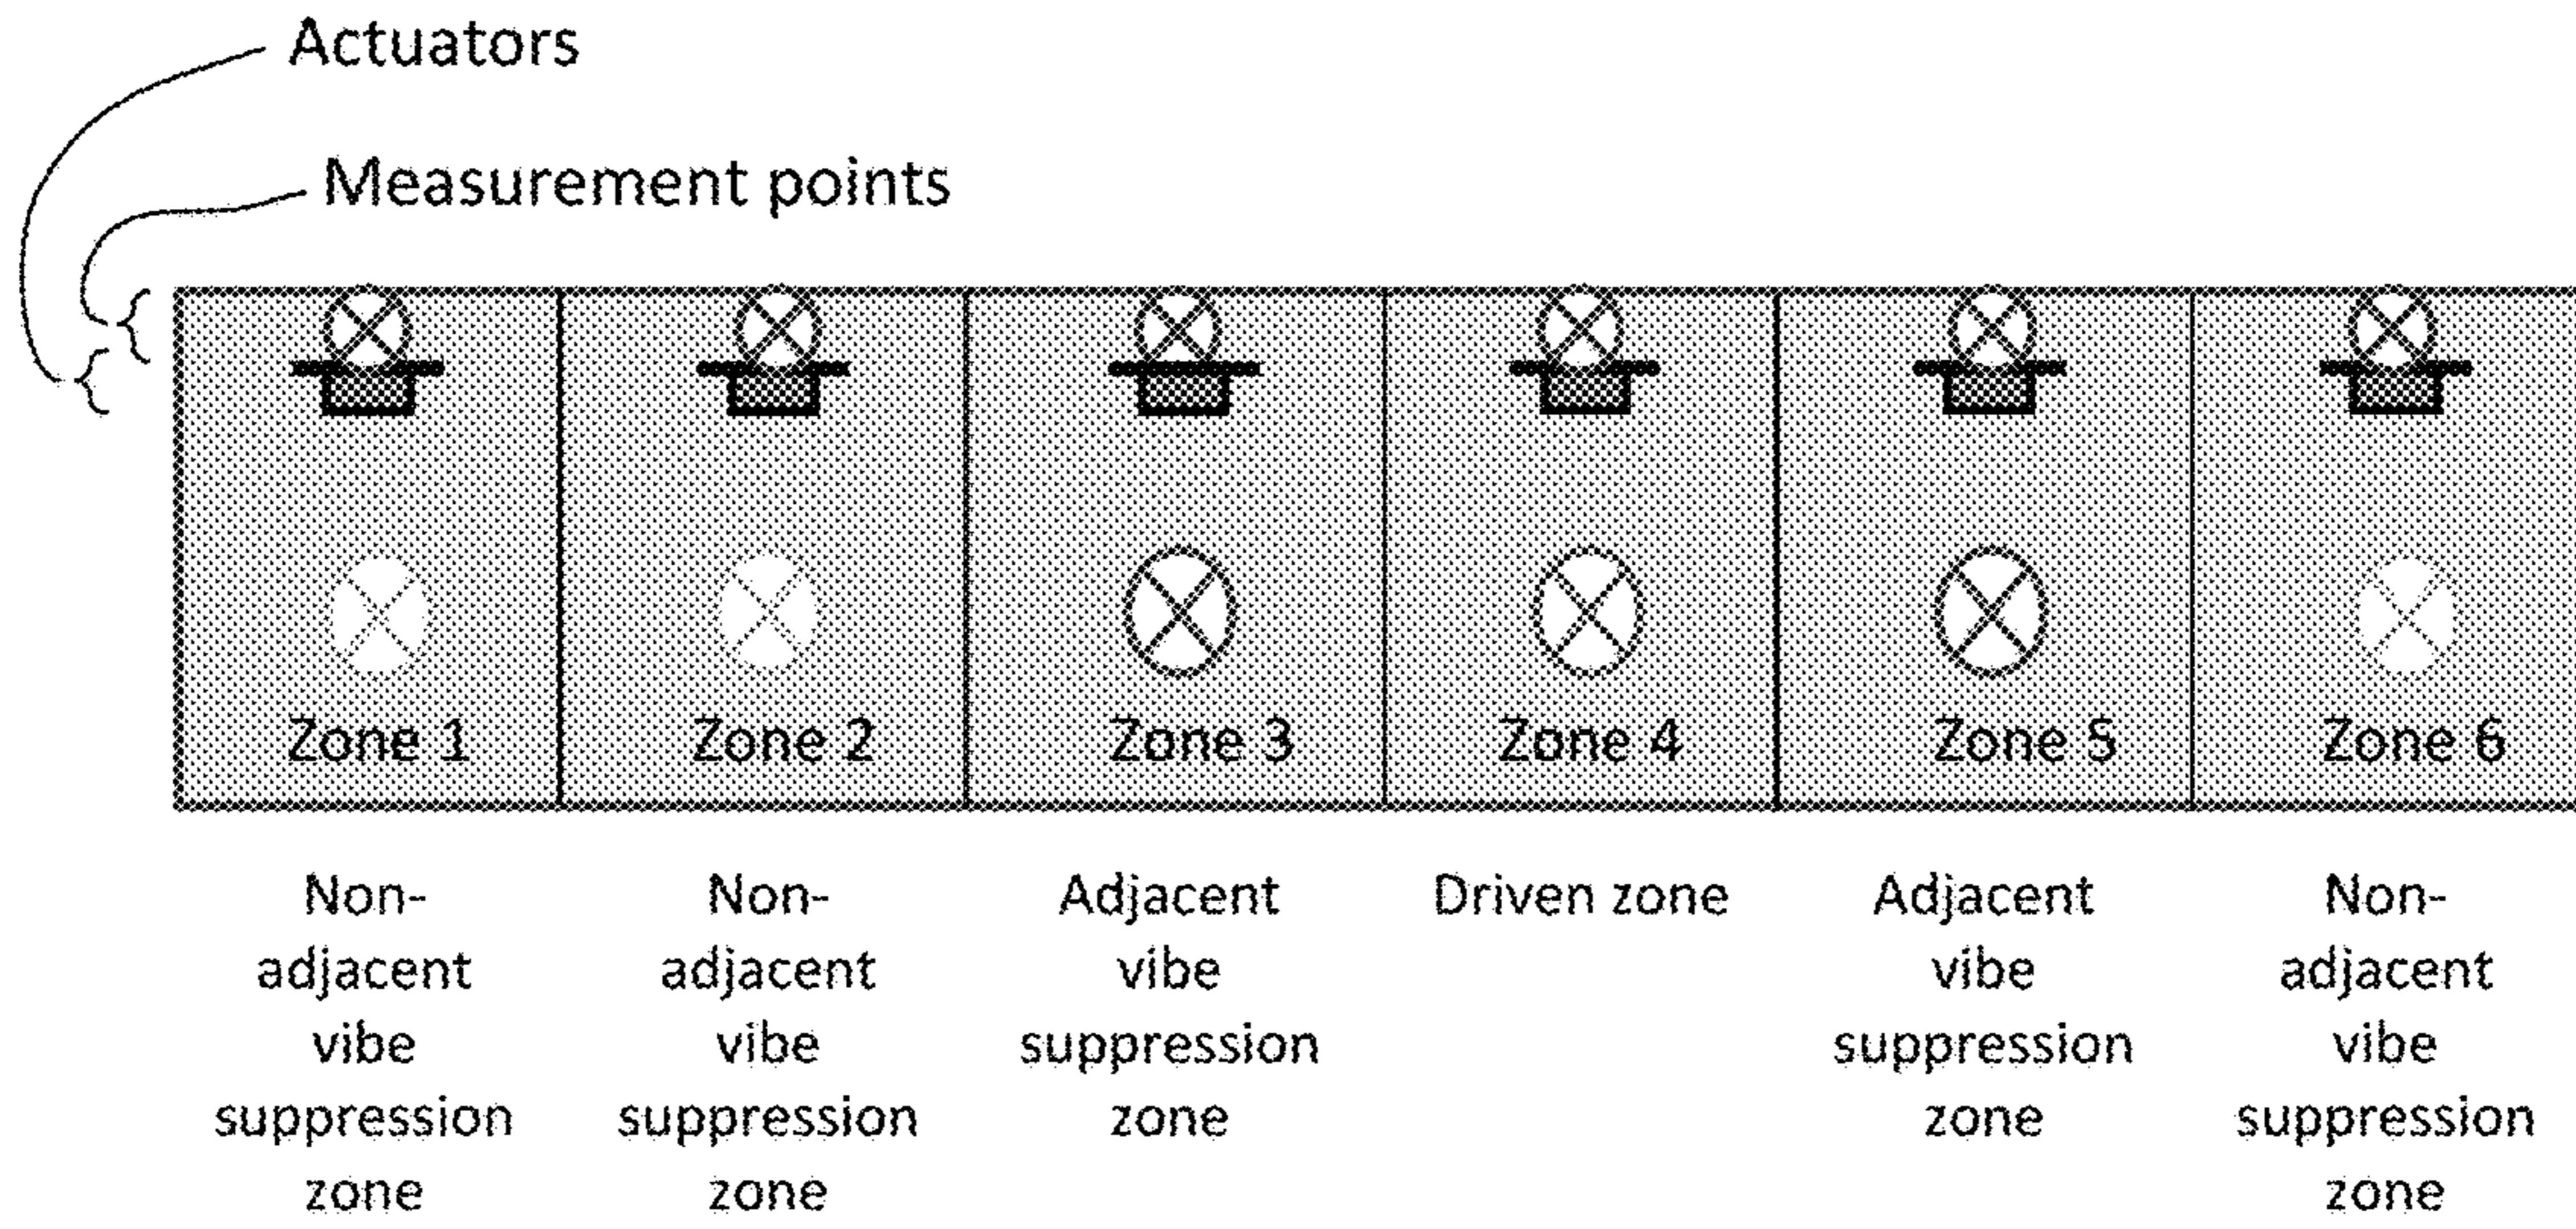 Actuators
Measurement points
Zone 1
Zone 2
Zone 3
Zone 4
Zone 5
Zone 6
Non-
adjacent
vibe
suppression
zone
Non-
adjacent
vibe
suppression
zone
Adjacent
vibe
suppression
zone
Driven zone
Adjacent
vibe
suppression
zone
Non-
adjacent
vibe
suppression
zone